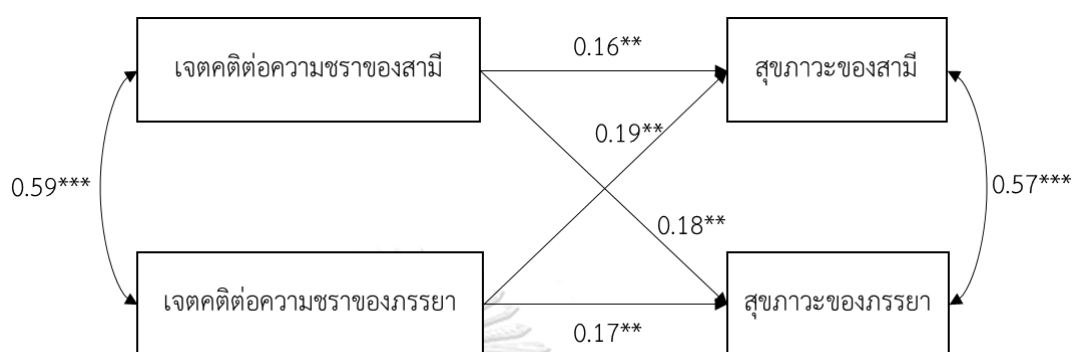 0.16**
เจตคติต่อความชราของสามี
สุขภาวะของสามี
0.19**
0.59***
0.57***
0.18**
เจตคติต่อความชราของภรรยา
สุขภาวะของภรรยา
0.17**